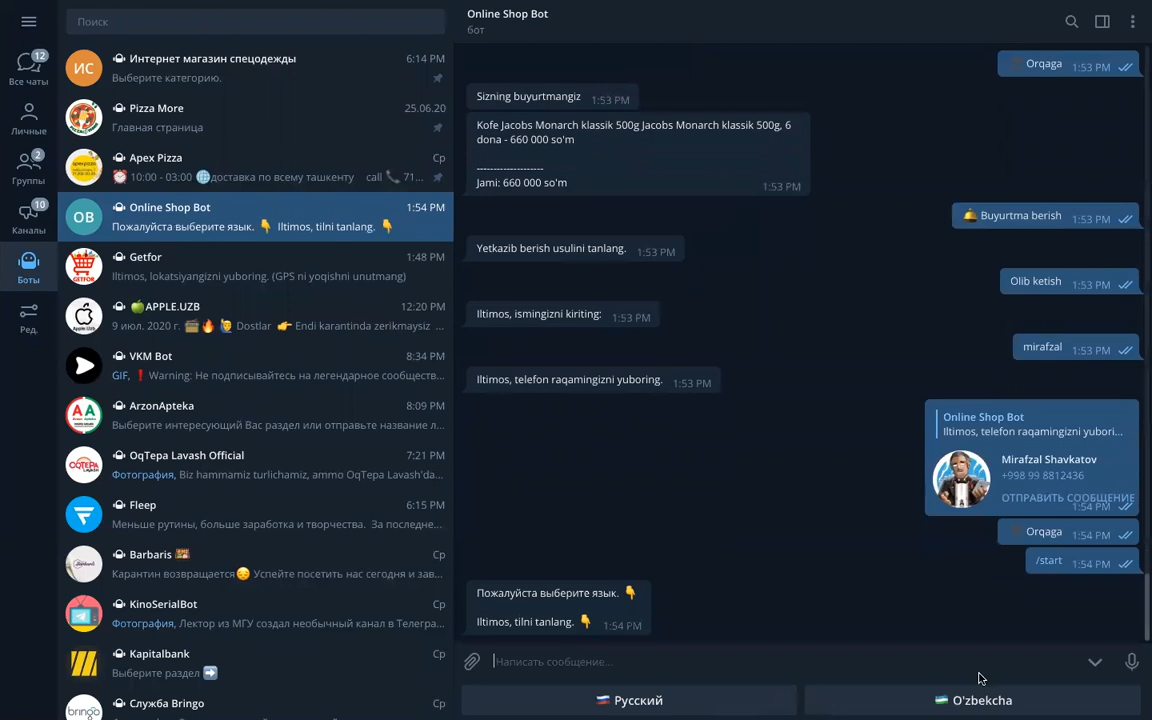 Поиск
Все чаты
12
Личные
Группы
2
Каналы
10
Боты
Ред.
ИС
Интернет магазин спецодежды
6:14 PM
Выберите категорию.
Pizza More
25.06.20
Главная страница
Apex Pizza
Ср
⏰ 10:00 - 03:00 🌐доставка по всему ташкенту call 📞 71...
OB
Online Shop Bot
1:54 PM
Пожалуйста выберите язык. 👇 Iltimos, tilni tanlang. 👇
GETFOR
Getfor
1:48 PM
Iltimos, lokatsiyangizni yuboring. (GPS ni yoqishni unutmang)
Apple.Uzb
🍏APPLE.UZB
12:20 PM
9 июл. 2020 г. 📻🔥 🙋‍♂️ Dostlar 👉 Endi karantinda zerikmaysiz ...
VKM Bot
8:34 PM
GIF, ❗ Warning: Не подписывайтесь на легендарное сообществ...
AA
ArzonApteka
8:09 PM
Выберите интересующий Вас раздел или отправьте название л...
OQTEPA
OqTepa Lavash Official
7:21 PM
Фотография, Biz hammamiz turlichamiz, ammo OqTepa Lavash'da...
Fleep
6:15 PM
Меньше рутины, больше заработка и творчества. За последне...
Barbaris 🍱
Ср
Карантин возвращается😔 Успейте посетить нас сегодня и зав...
KinoSerialBot
Ср
Фотография, Лектор из МГУ создал необычный канал в Телегра...
Kapitalbank
Ср
Выберите раздел ➡️
bringo
Служба Bringo
Ср
Online Shop Bot
бот
Orqaga 1:53 PM
Sizning buyurtmangiz 1:53 PM
Kofe Jacobs Monarch klassik 500g Jacobs Monarch klassik 500g, 6
dona - 660 000 so'm
--------------------
Jami: 660 000 so'm 1:53 PM
🛎 Buyurtma berish 1:53 PM
Yetkazib berish usulini tanlang. 1:53 PM
Olib ketish 1:53 PM
Iltimos, ismingizni kiriting: 1:53 PM
mirafzal 1:53 PM
Iltimos, telefon raqamingizni yuboring. 1:53 PM
Online Shop Bot
Iltimos, telefon raqamingizni yubori...
Mirafzal Shavkatov
+998 99 8812436
ОТПРАВИТЬ СООБЩЕНИЕ
1:54 PM
Orqaga 1:54 PM
/start 1:54 PM
Пожалуйста выберите язык. 👇
Iltimos, tilni tanlang. 👇 1:54 PM
Написать сообщение...
🇷🇺 Русский
🇺🇿 O'zbekcha